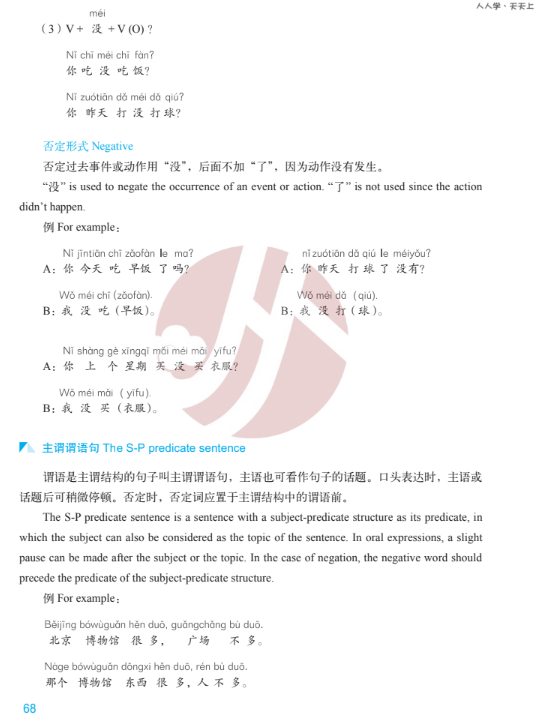 人人学·天天上
méi
（3）V + 没 + V (O)？
Nǐ chī méi chī fàn?
你 吃 没 吃 饭？
Nǐ zuótiān dǎ méi dǎ qiú?
你 昨天 打 没 打 球？
否定形式 Negative
否定过去事件或动作用“没”，后面不加“了”，因为动作没有发生。
“没” is used to negate the occurrence of an event or action. “了” is not used since the action
didn’t happen.
例 For example：
Nǐ jīntiān chī zǎofàn le ma? nǐ zuótiān dǎ qiú le méiyǒu?
A：你 今天 吃 早饭 了 吗？ A：你 昨天 打 球 了 没有？
Wǒ méi chī (zǎofàn). Wǒ méi dǎ (qiú).
B：我 没 吃（早饭）。 B：我 没 打（球）。
Nǐ shàng gè xīngqī mǎi méi mǎi yīfu?
A：你 上 个 星期 买 没 买 衣服？
Wǒ méi mǎi (yīfu).
B：我 没 买（衣服）。
主谓谓语句 The S-P predicate sentence
谓语是主谓结构的句子叫主谓谓语句，主语也可看作句子的话题。口头表达时，主语或
话题后可稍微停顿。否定时，否定词应置于主谓结构中的谓语前。
The S-P predicate sentence is a sentence with a subject-predicate structure as its predicate, in
which the subject can also be considered as the topic of the sentence. In oral expressions, a slight
pause can be made after the subject or the topic. In the case of negation, the negative word should
precede the predicate of the subject-predicate structure.
例 For example：
Běijīng bówùguǎn hěn duō, guǎngchǎng bù duō.
北京 博物馆 很 多， 广场 不 多。
Nàge bówùguǎn dōngxi hěn duō, rén bù duō.
那个 博物馆 东西 很 多，人 不 多。
68